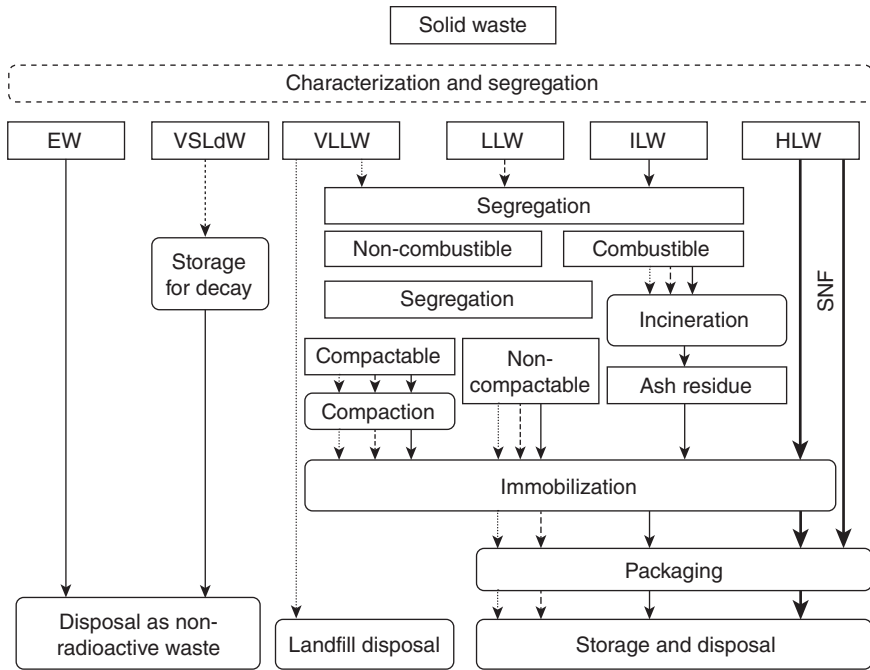 Solid waste
Characterization and segregation
EW
VSLdW
VLLW
LLW
ILW
HLW
Segregation
Non-combustible
Combustible
Storage
for decay
Segregation
SNF
Incineration
Compactable
Non-
compactable
Ash residue
Compaction
Immobilization
Packaging
Disposal as non-
radioactive waste
Landfill disposal
Storage and disposal